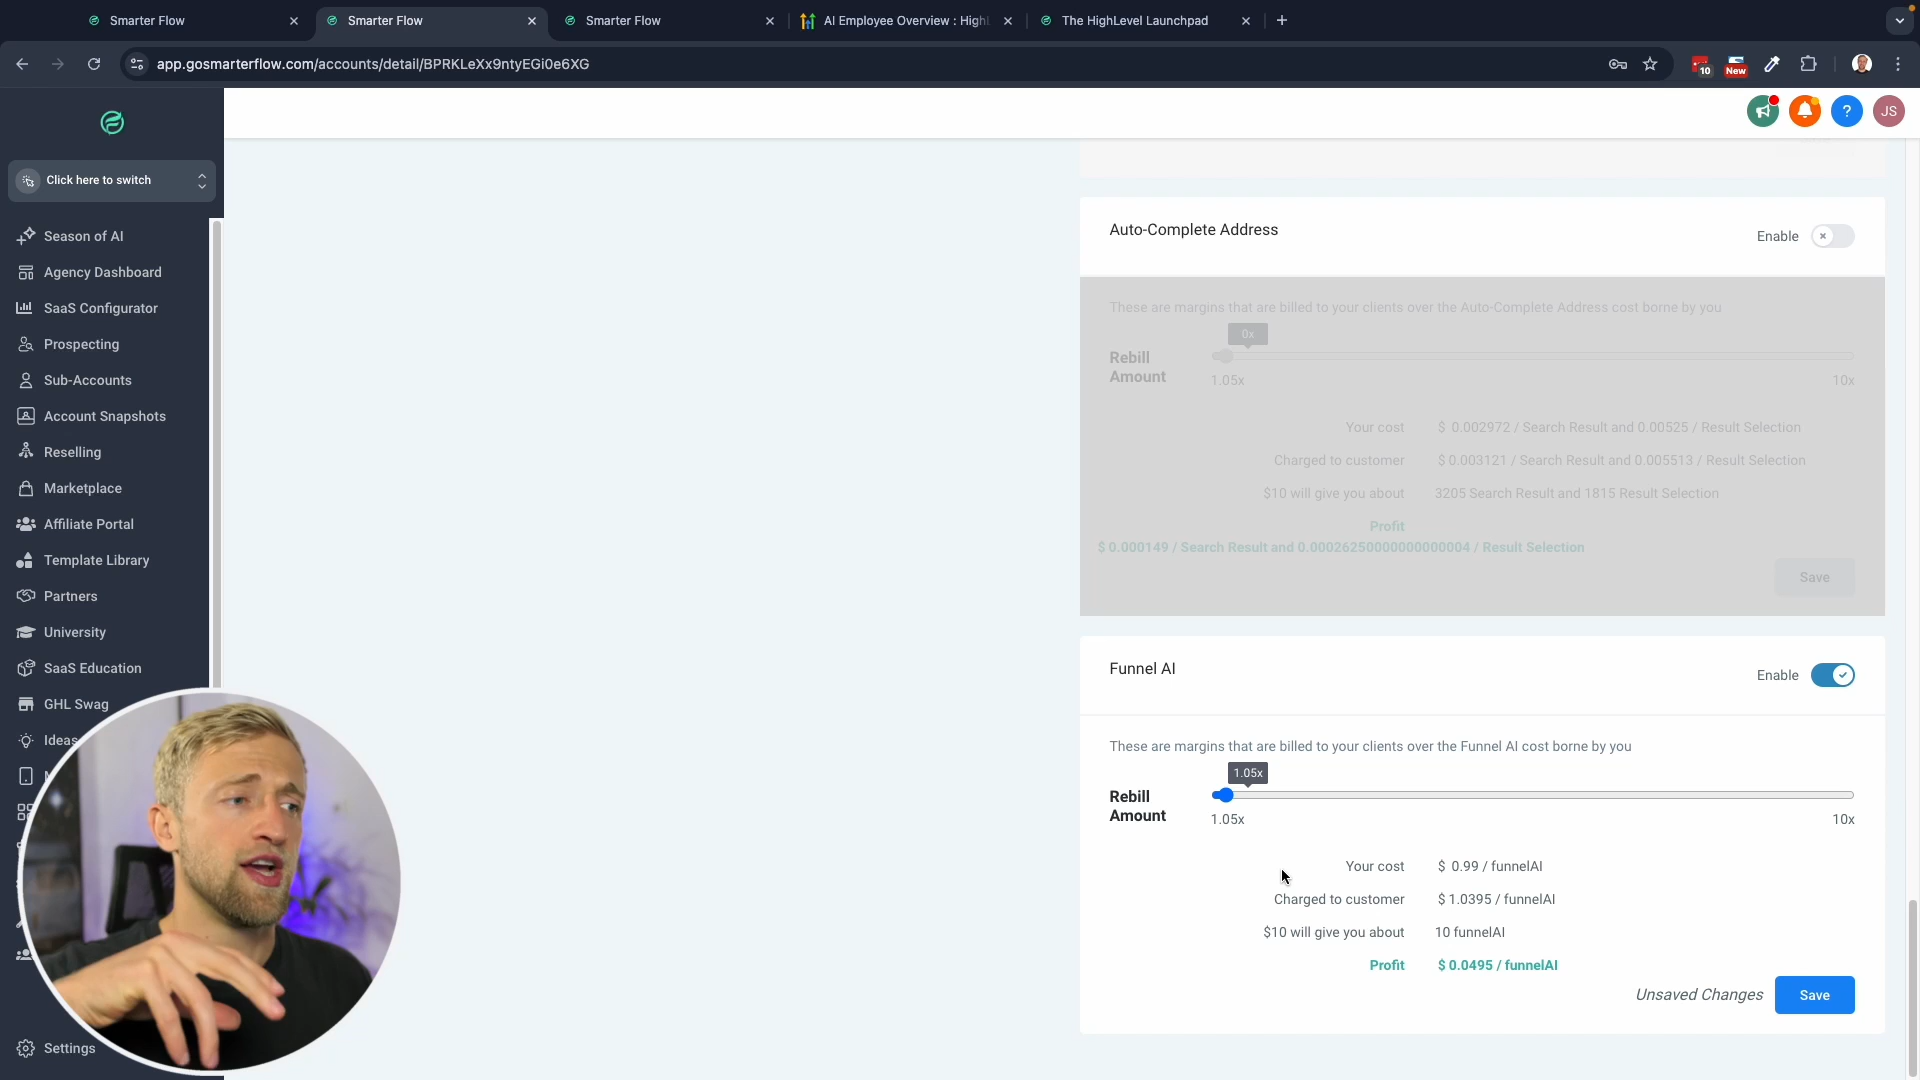 Smarter Flow
Smarter Flow
Smarter Flow
AI Employee Overview : HighL
The HighLevel Launchpad
app.gosmarterflow.com/accounts/detail/BPRKLeXx9ntyEGi0e6XG
10
New
?
JS
Click here to switch
Season of AI
Agency Dashboard
SaaS Configurator
Prospecting
Sub-Accounts
Account Snapshots
Reselling
Marketplace
Affiliate Portal
Template Library
Partners
University
SaaS Education
GHL Swag
Ideas
Settings
Auto-Complete Address
Enable
These are margins that are billed to your clients over the Auto-Complete Address cost borne by you
0x
Rebill Amount
1.05x
10x
Your cost $ 0.002972 / Search Result and 0.00525 / Result Selection
Charged to customer $ 0.003121 / Search Result and 0.005513 / Result Selection
$10 will give you about 3205 Search Result and 1815 Result Selection
Profit
$ 0.000149 / Search Result and 0.00026250000000000004 / Result Selection
Save
Funnel AI
Enable
These are margins that are billed to your clients over the Funnel AI cost borne by you
1.05x
Rebill Amount
1.05x
10x
Your cost $ 0.99 / funnelAI
Charged to customer $ 1.0395 / funnelAI
$10 will give you about 10 funnelAI
Profit $ 0.0495 / funnelAI
Unsaved Changes Save